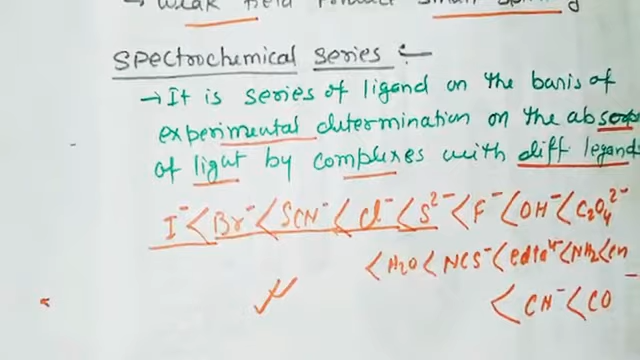 → Weak field Produce small splitting
Spectrochemical series :-
→ It is series of ligand on the basis of
experimental determination on the absorp
of light by complexes with diff legand
I⁻ < Br⁻ < SCN⁻ < Cl⁻ < S²⁻ < F⁻ < OH⁻ < C₂O₄²⁻
< H₂O < NCS⁻ < edta⁴⁻ < NH₃ < en
< CN⁻ < CO